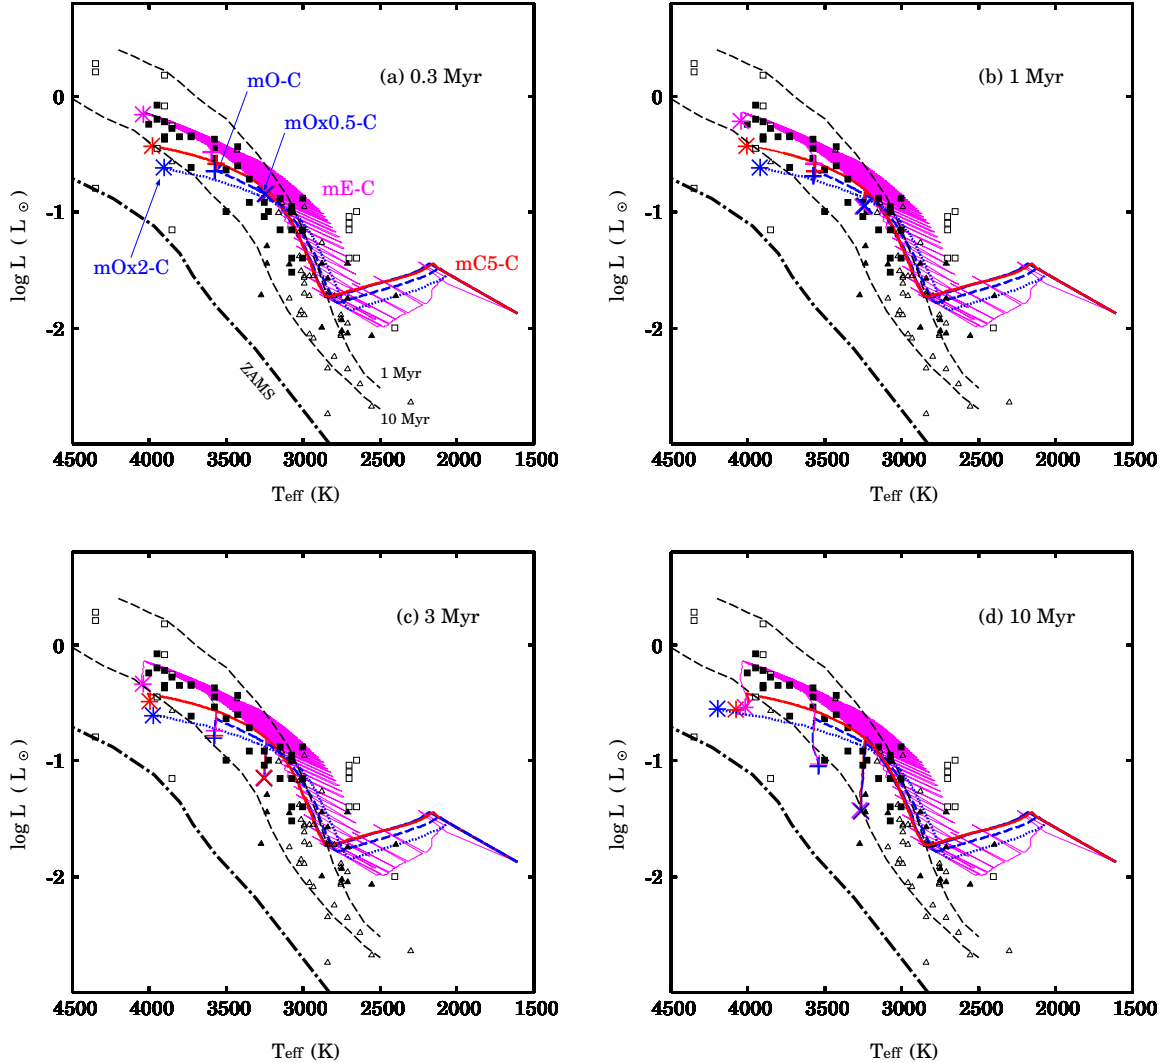 (a) 0.3 Myr
mO-C
mOx0.5-C
mE-C
mOx2-C
mC5-C
ZAMS
1 Myr
10 Myr
0
-1
-2
log L ( L ⊙ )
4500 4000 3500 3000 2500 2000 1500
Teff (K)
(b) 1 Myr
0
-1
-2
log L ( L ⊙ )
4500 4000 3500 3000 2500 2000 1500
Teff (K)
(c) 3 Myr
0
-1
-2
log L ( L ⊙ )
4500 4000 3500 3000 2500 2000 1500
Teff (K)
(d) 10 Myr
0
-1
-2
log L ( L ⊙ )
4500 4000 3500 3000 2500 2000 1500
Teff (K)